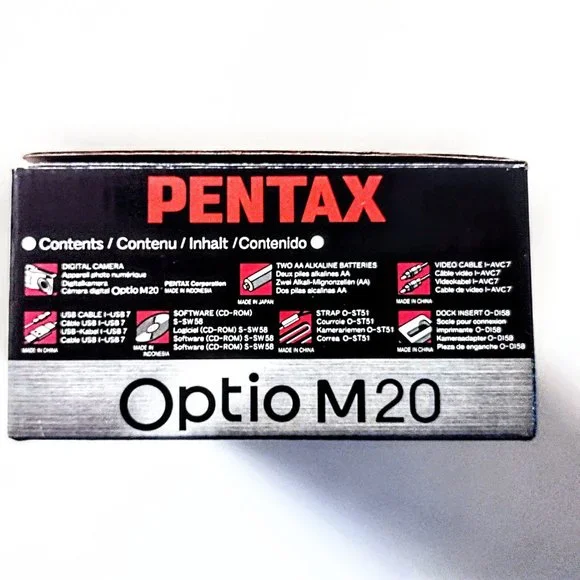 PENTAX
Contents / Contenu / Inhalt / Contenido
DIGITAL CAMERA
Appareil photo numérique
Digitalkamera
Cámara digital Optio M20
PENTAX Corporation
MADE IN INDONESIA
TWO AA ALKALINE BATTERIES
Deux piles alcalines AA
Zwei Alkali-Mignonzellen (AA)
Dos pilas alcalinas AA
MADE IN JAPAN
VIDEO CABLE I-AVC7
Câble vidéo I-AVC7
Videokabel I-AVC7
Cable de vídeo I-AVC7
MADE IN CHINA
USB CABLE I-USB7
Câble USB I-USB7
USB-Kabel I-USB7
Cable USB I-USB7
MADE IN CHINA
SOFTWARE (CD-ROM)
S-SW58
Logiciel (CD-ROM) S-SW58
Software (CD-ROM) S-SW58
Software (CD-ROM) S-SW58
MADE IN
INDONESIA
STRAP O-ST51
Courroie O-ST51
Kamerariemen O-ST51
Correa O-ST51
MADE IN CHINA
DOCK INSERT O-DI58
Socle pour connexion
imprimante O-DI58
Kameraadapter O-DI58
Pieza de enganche O-DI58
MADE IN CHINA
Optio M20